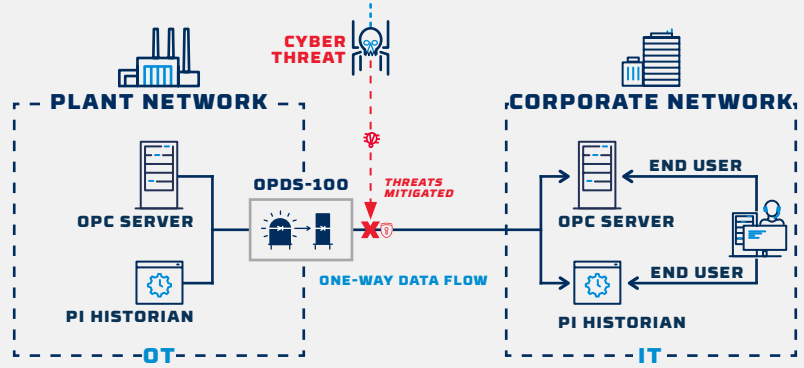 CYBER
THREAT
PLANT NETWORK
CORPORATE NETWORK
OPDS-100
THREATS
MITIGATED
END USER
OPC SERVER
OPC SERVER
ONE-WAY DATA FLOW
END USER
PI HISTORIAN
PI HISTORIAN
OT
IT